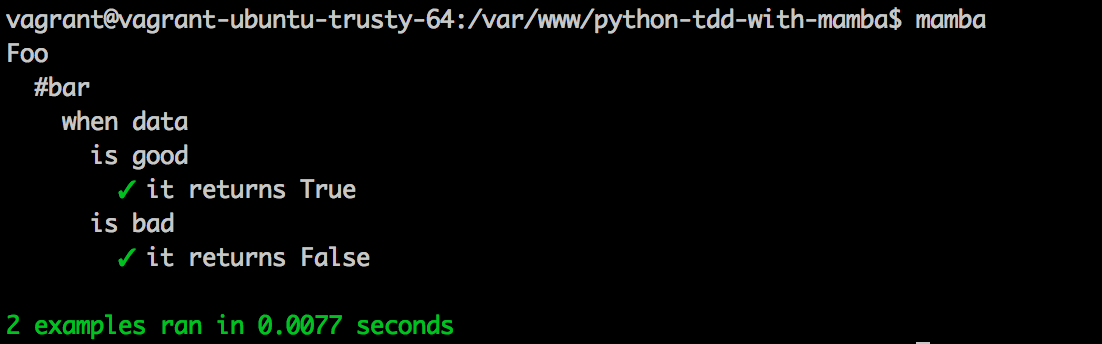 vagrant@vagrant-ubuntu-trusty-64:/var/www/python-tdd-with-mamba$ mamba
Foo
  #bar
    when data
      is good
        ✓ it returns True
      is bad
        ✓ it returns False

2 examples ran in 0.0077 seconds